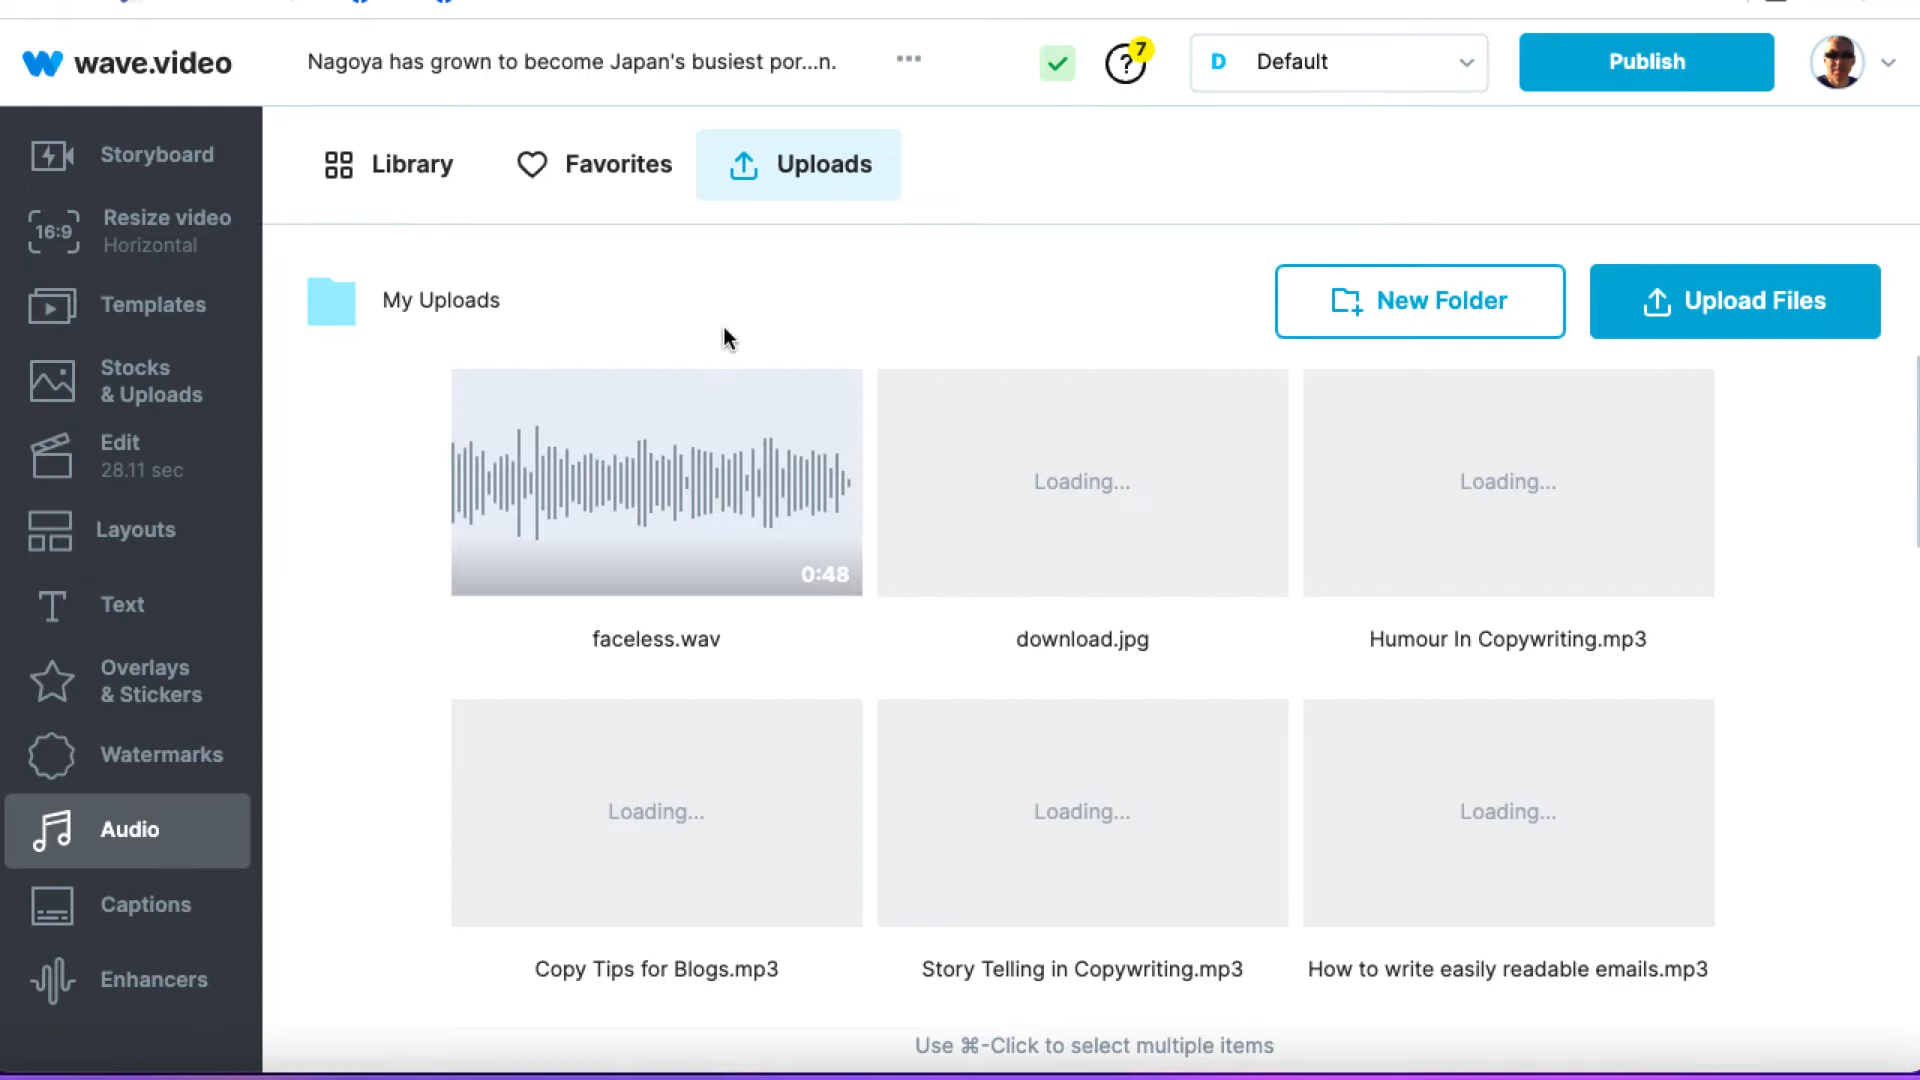 wave.video
Nagoya has grown to become Japan's busiest por...n.
7
?
D Default
Publish
Storyboard
16:9
Resize video
Horizontal
Templates
Stocks
& Uploads
Edit
28.11 sec
Layouts
Text
Overlays
& Stickers
Watermarks
Audio
Captions
Enhancers
Library
Favorites
Uploads
My Uploads
New Folder
Upload Files
0:48
Loading...
Loading...
faceless.wav
download.jpg
Humour In Copywriting.mp3
Loading...
Loading...
Loading...
Copy Tips for Blogs.mp3
Story Telling in Copywriting.mp3
How to write easily readable emails.mp3
Use ⌘-Click to select multiple items